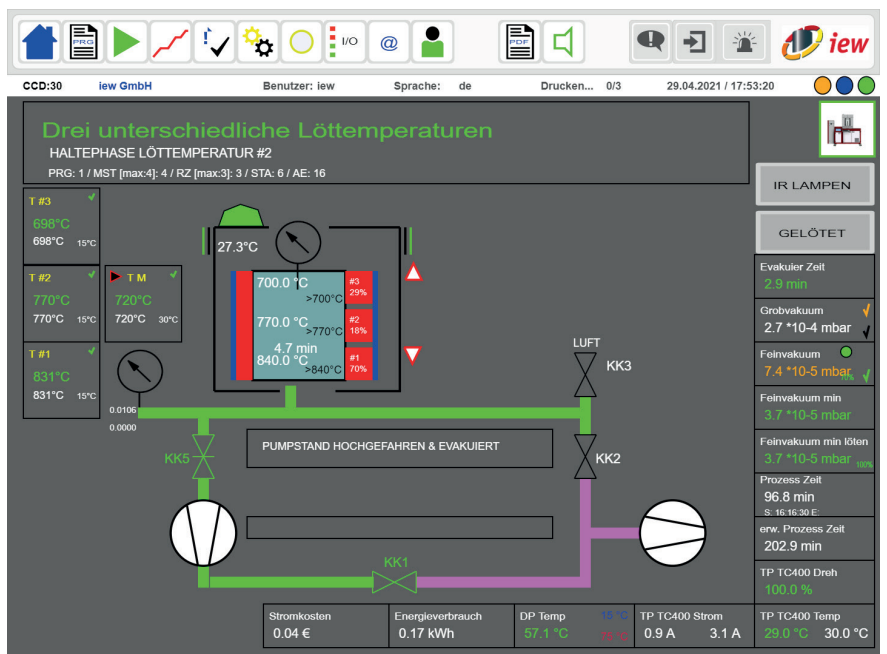 PRG
I/O
@
PDF
iew
CCD:30 iew GmbH Benutzer: iew Sprache: de Drucken... 0/3 29.04.2021 / 17:53:20
Drei unterschiedliche Löttemperaturen
HALTEPHASE LÖTTEMPERATUR #2
PRG: 1 / MST [max:4]: 4 / RZ [max:3]: 3 / STA: 6 / AE: 16
IR LAMPEN
GELÖTET
T #3
698°C
698°C 15°C
T #2
770°C
770°C 15°C
T M
720°C
720°C 30°C
T #1
831°C
831°C 15°C
0.0106
0.0000
27.3°C
700.0 °C
>700°C
#3
29%
770.0 °C
>770°C
#2
18%
4.7 min
840.0 °C
>840°C
#1
70%
LUFT
KK3
KK2
KK5
KK1
PUMPSTAND HOCHGEFAHREN & EVAKUIERT
Evakuier Zeit
2.9 min
Grobvakuum
2.7 *10-4 mbar
Feinvakuum
7.4 *10-5 mbar 70%
Feinvakuum min
3.7 *10-5 mbar
Feinvakuum min löten
3.7 *10-5 mbar 100%
Prozess Zeit
96.8 min
S: 16:16:30 E:
erw. Prozess Zeit
202.9 min
TP TC400 Dreh
100.0 %
Stromkosten
0.04 €
Energieverbrauch
0.17 kWh
DP Temp 15 °C
57.1 °C
TP TC400 Strom
0.9 A 3.1 A
TP TC400 Temp
29.0 °C 30.0 °C